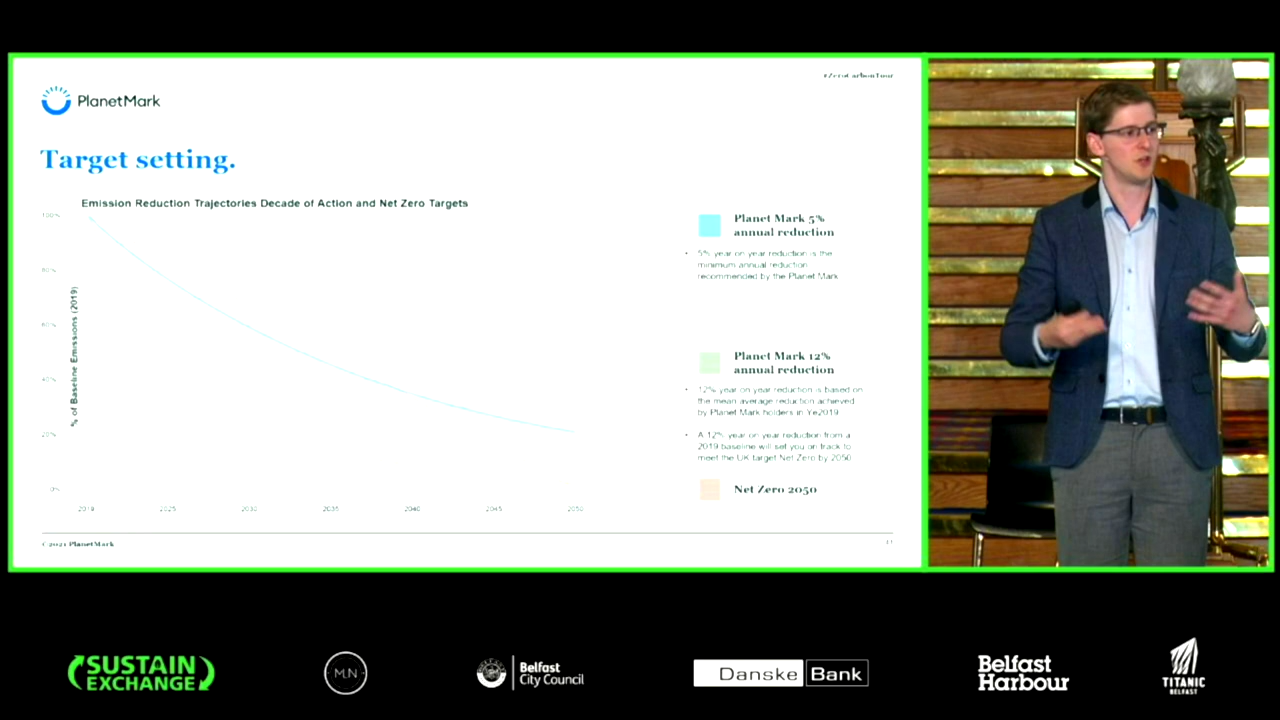 #ZeroCarbonTour
PlanetMark
Target setting.
Emission Reduction Trajectories Decade of Action and Net Zero Targets
% of Baseline Emissions (2019)
100%
80%
60%
40%
20%
0%
2019
2025
2030
2035
2040
2045
2050
Planet Mark 5%
annual reduction
• 5% year on year reduction is the
minimum annual reduction
recommended by the Planet Mark
Planet Mark 12%
annual reduction
• 12% year on year reduction is based on
the mean average reduction achieved
by Planet Mark holders in Ye2019
• A 12% year on year reduction from a
2019 baseline will set you on track to
meet the UK target Net Zero by 2050
Net Zero 2050
©2021 PlanetMark
SUSTAIN
EXCHANGE
M\N
Belfast
City Council
Danske Bank
Belfast
Harbour
TITANIC
BELFAST